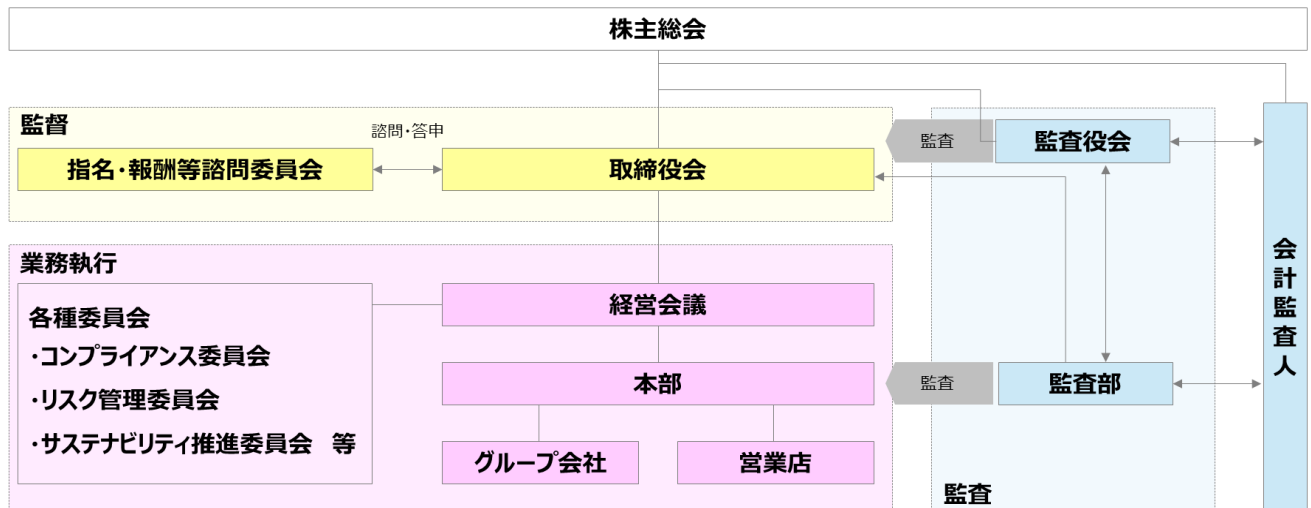 株主総会
監督
諮問・答申
指名・報酬等諮問委員会
取締役会
監査
監査役会
業務執行
各種委員会
・コンプライアンス委員会
・リスク管理委員会
・サステナビリティ推進委員会　等
経営会議
本部
監査
監査部
グループ会社
営業店
監査
会計監査人